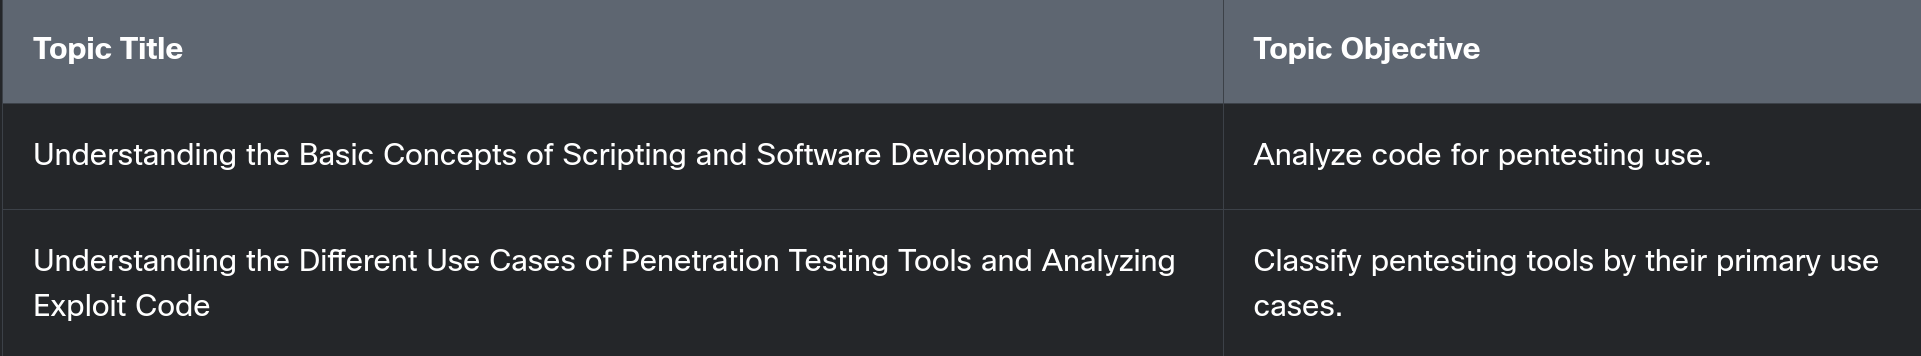 Topic Title
Topic Objective
Understanding the Basic Concepts of Scripting and Software Development
Analyze code for pentesting use.
Understanding the Different Use Cases of Penetration Testing Tools and Analyzing
Exploit Code
Classify pentesting tools by their primary use
cases.